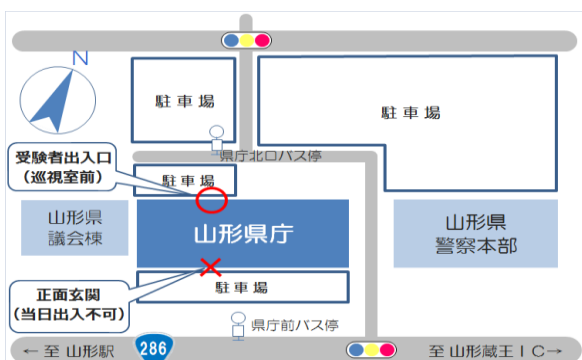 N
駐車場
駐車場
県庁北口バス停
受験者出入口
（巡視室前）
駐車場
山形県
議会棟
山形県庁
山形県
警察本部
正面玄関
（当日出入不可）
駐車場
県庁前バス停
← 至 山形駅
286
至 山形蔵王ＩＣ→